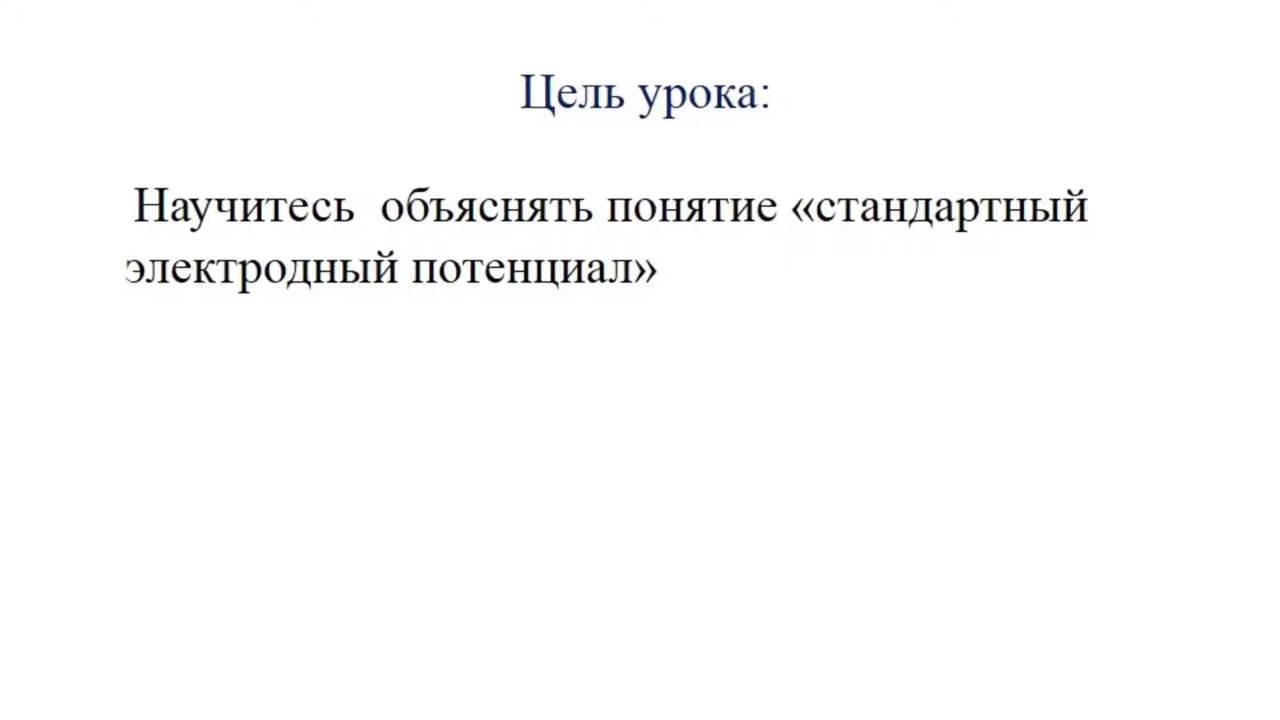 Цель урока:
Научитесь объяснять понятие «стандартный
электродный потенциал»